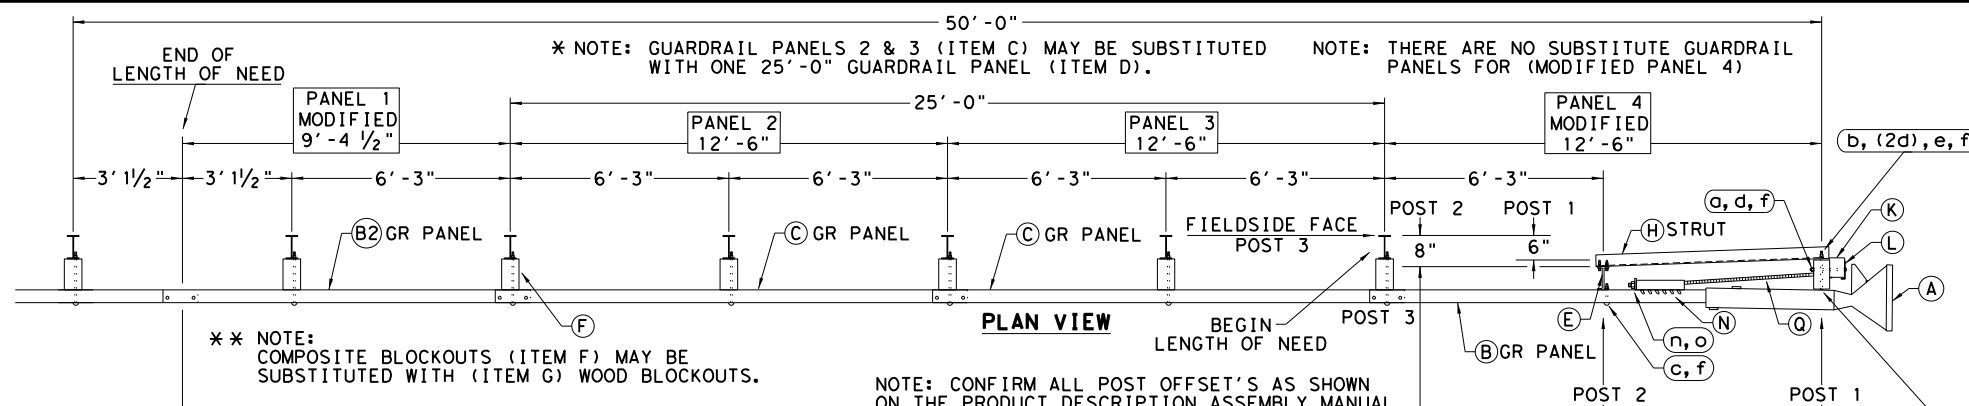 50'-0"
END OF
LENGTH OF NEED
* NOTE: GUARDRAIL PANELS 2 & 3 (ITEM C) MAY BE SUBSTITUTED
WITH ONE 25'-0" GUARDRAIL PANEL (ITEM D).
NOTE: THERE ARE NO SUBSTITUTE GUARDRAIL
PANELS FOR (MODIFIED PANEL 4)
PANEL 1
MODIFIED
9'-4 1/2"
25'-0"
PANEL 2
12'-6"
PANEL 3
12'-6"
PANEL 4
MODIFIED
12'-6"
b, (2d), e, f
3' 1 1/2" 3' 1 1/2" 6'-3" 6'-3" 6'-3" 6'-3" 6'-3" 6'-3"
B2 GR PANEL
C GR PANEL
C GR PANEL
FIELDSIDE FACE
POST 3
POST 2
8"
POST 1
6"
H STRUT
a, d, f
K
L
A
F
PLAN VIEW
BEGIN
LENGTH OF NEED
POST 3
B GR PANEL
E
n, o
c, f
N
Q
** NOTE:
COMPOSITE BLOCKOUTS (ITEM F) MAY BE
SUBSTITUTED WITH (ITEM G) WOOD BLOCKOUTS.
NOTE: CONFIRM ALL POST OFFSET'S AS SHOWN
ON THE PRODUCT DESCRIPTION ASSEMBLY MANUAL
POST 2
POST 1